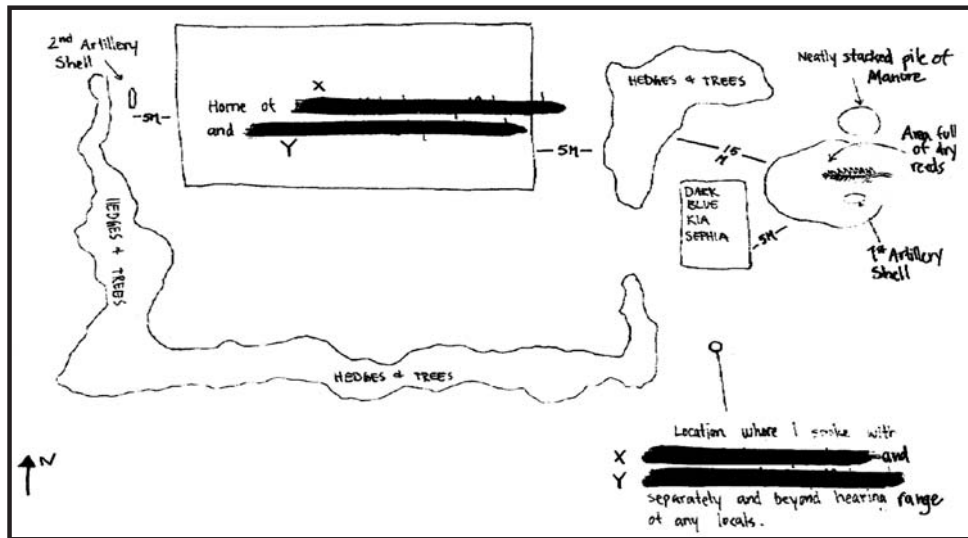 2nd Artillery
Shell
5M
X
Home of
and
Y
5M
HEDGES & TREES
Neatly stacked pile of
Manure
Area full
of dry
reeds
15
M
DARK
BLUE
KIA
SEPHIA
5M
1st Artillery
Shell
HEDGES & TREES
HEDGES & TREES
N
Location where I spoke with
X and
Y
separately and beyond hearing range
of any locals.